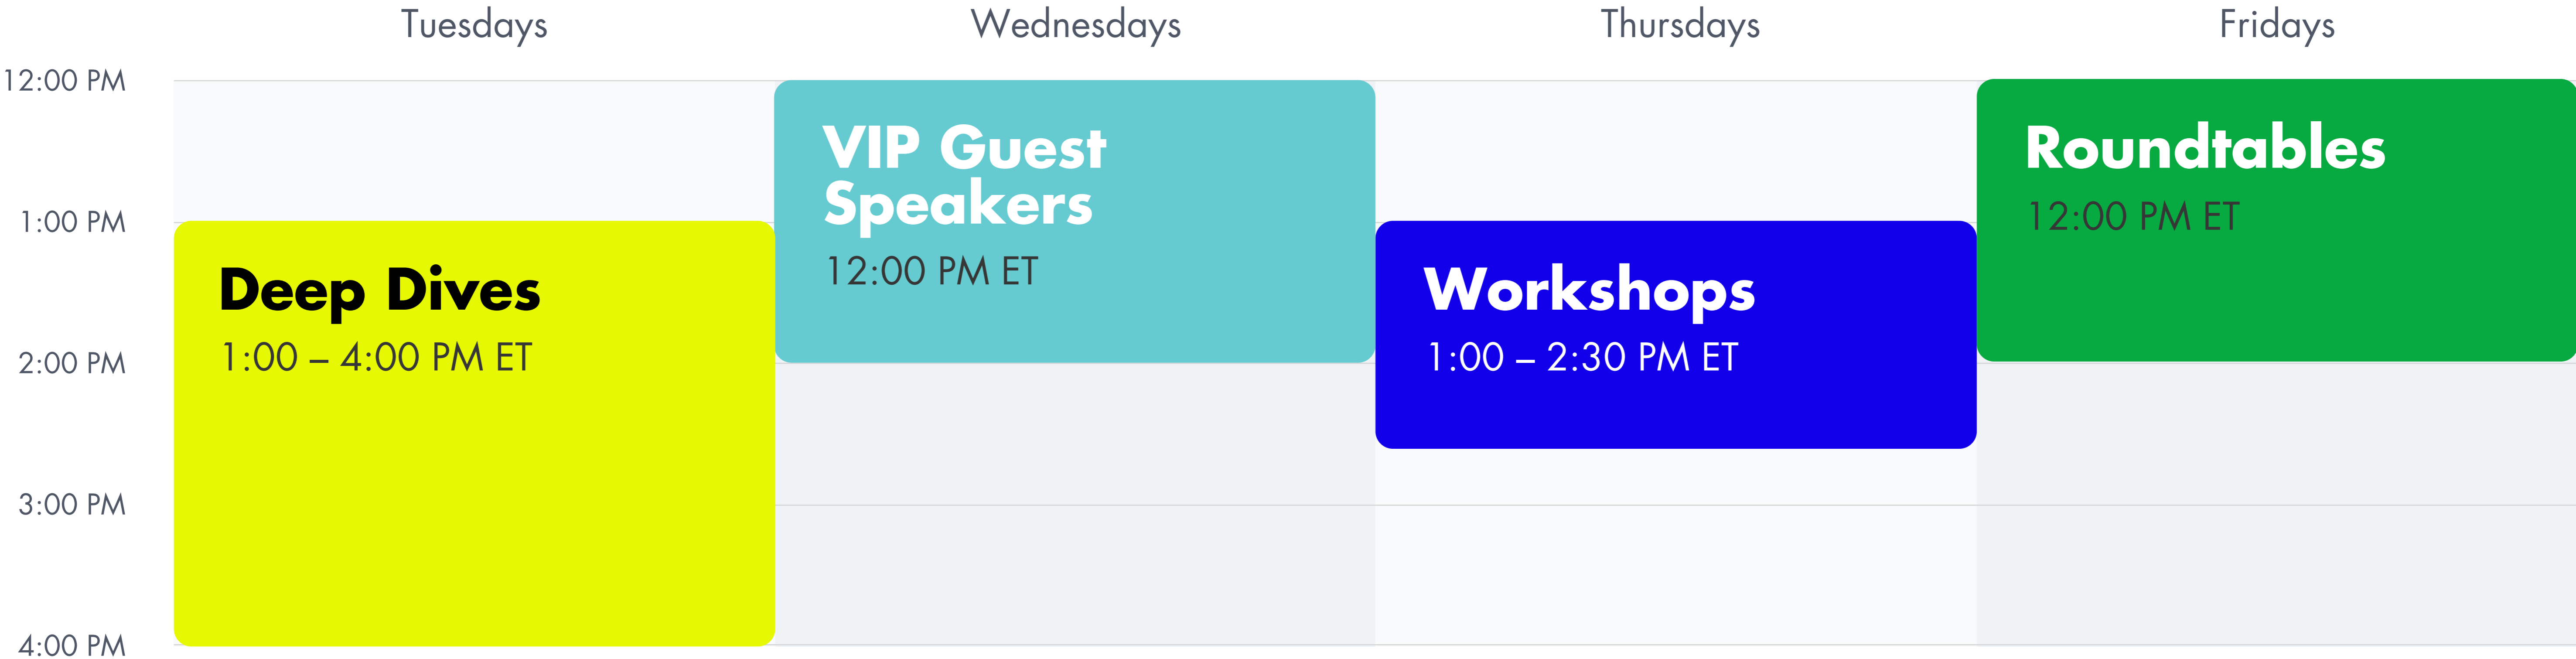 Tuesdays
Wednesdays
Thursdays
Fridays
12:00 PM
1:00 PM
2:00 PM
3:00 PM
4:00 PM
Deep Dives
1:00 – 4:00 PM ET
VIP Guest
Speakers
12:00 PM ET
Workshops
1:00 – 2:30 PM ET
Roundtables
12:00 PM ET